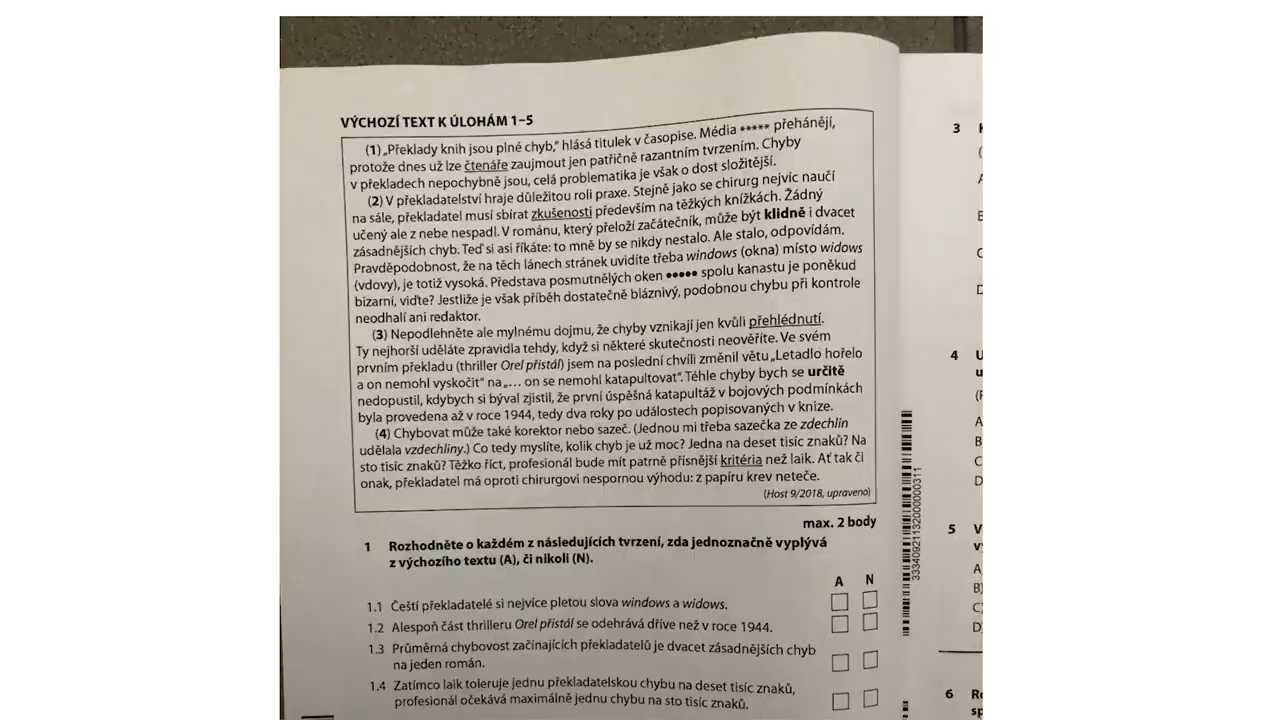 VÝCHOZÍ TEXT K ÚLOHÁM 1–5
(1) „Překlady knih jsou plné chyb,“ hlásá titulek v časopise. Média ***** přehánějí,
protože dnes už lze čtenáře zaujmout jen patřičně razantním tvrzením. Chyby
v překladech nepochybně jsou, celá problematika je však o dost složitější.
(2) V překladatelství hraje důležitou roli praxe. Stejně jako se chirurg nejvíc naučí
na sále, překladatel musí sbírat zkušenosti především na těžkých knížkách. Žádný
učený ale z nebe nespadl. V románu, který přeloží začátečník, může být klidně i dvacet
zásadnějších chyb. Teď si asi říkáte: to mně by se nikdy nestalo. Ale stalo, odpovídám.
Pravděpodobnost, že na těch lánech stránek uvidíte třeba windows (okna) místo widows
(vdovy), je totiž vysoká. Představa posmutnělých oken ••••• spolu kanastu je poněkud
bizarní, viďte? Jestliže je však příběh dostatečně bláznivý, podobnou chybu při kontrole
neodhalí ani redaktor.
(3) Nepodlehněte ale mylnému dojmu, že chyby vznikají jen kvůli přehlédnutí.
Ty nejhorší uděláte zpravidla tehdy, když si některé skutečnosti neověříte. Ve svém
prvním překladu (thriller Orel přistál) jsem na poslední chvíli změnil větu „Letadlo hořelo
a on nemohl vyskočit“ na „… on se nemohl katapultovat“. Téhle chyby bych se určitě
nedopustil, kdybych si býval zjistil, že první úspěšná katapultáž v bojových podmínkách
byla provedena až v roce 1944, tedy dva roky po událostech popisovaných v knize.
(4) Chybovat může také korektor nebo sazeč. (Jednou mi třeba sazečka ze zdechlin
udělala vzdechliny.) Co tedy myslíte, kolik chyb je už moc? Jedna na deset tisíc znaků? Na
sto tisíc znaků? Těžko říct, profesionál bude mít patrně přísnější kritéria než laik. Ať tak či
onak, překladatel má oproti chirurgovi nespornou výhodu: z papíru krev neteče.
(Host 9/2018, upraveno)
max. 2 body
1 Rozhodněte o každém z následujících tvrzení, zda jednoznačně vyplývá
z výchozího textu (A), či nikoli (N).
A N
1.1 Čeští překladatelé si nejvíce pletou slova windows a widows.
1.2 Alespoň část thrilleru Orel přistál se odehrává dříve než v roce 1944.
1.3 Průměrná chybovost začínajících překladatelů je dvacet zásadnějších chyb
na jeden román.
1.4 Zatímco laik toleruje jednu překladatelskou chybu na deset tisíc znaků,
profesionál očekává maximálně jednu chybu na sto tisíc znaků.
3334092113200000311
3
(
A
B
C
D
4 U
u
(F
A
B
C
D
5 V
v
A
B)
C)
D
6 Ro
sp